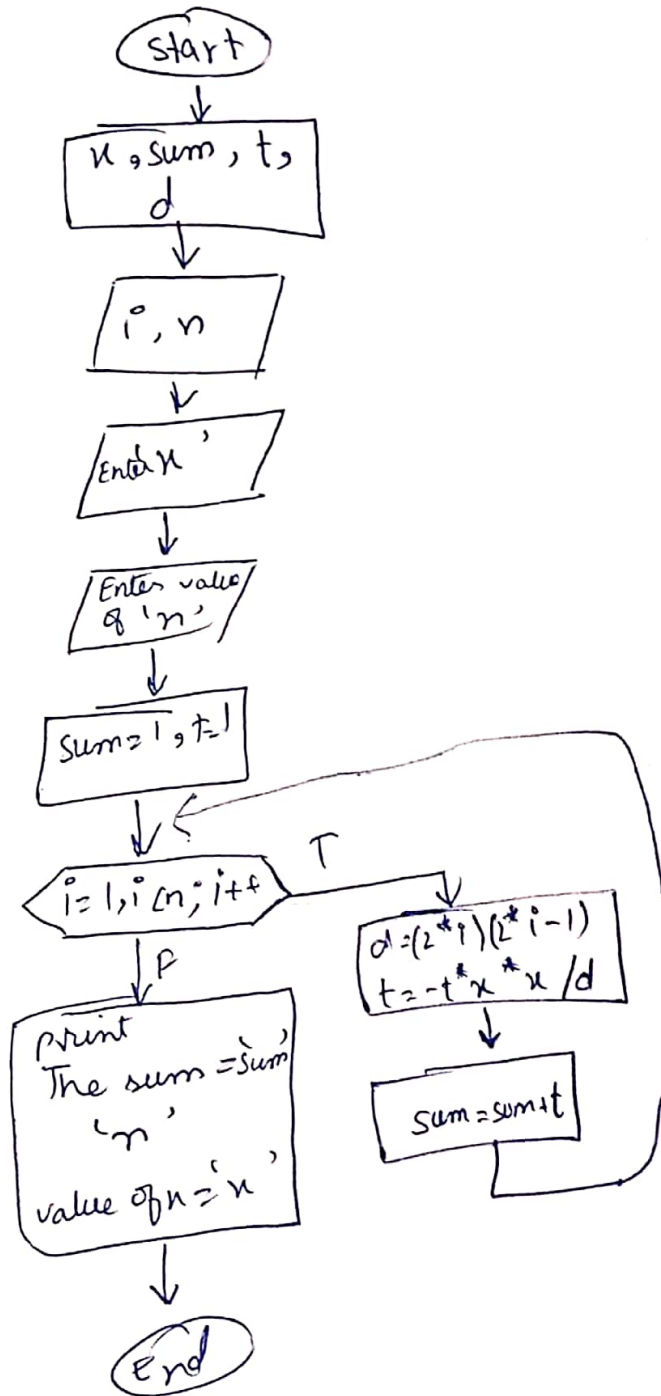 start
x, sum, t,
d
i, n
Enter x'
Enter value
of 'n'
sum=1, t=1
i=1, i<n; i++
T
d=(2*i)(2*i-1)
t=-t*x*x/d
sum=sum+t
F
print
The sum ='sum'
'n'
value of x='x'
End